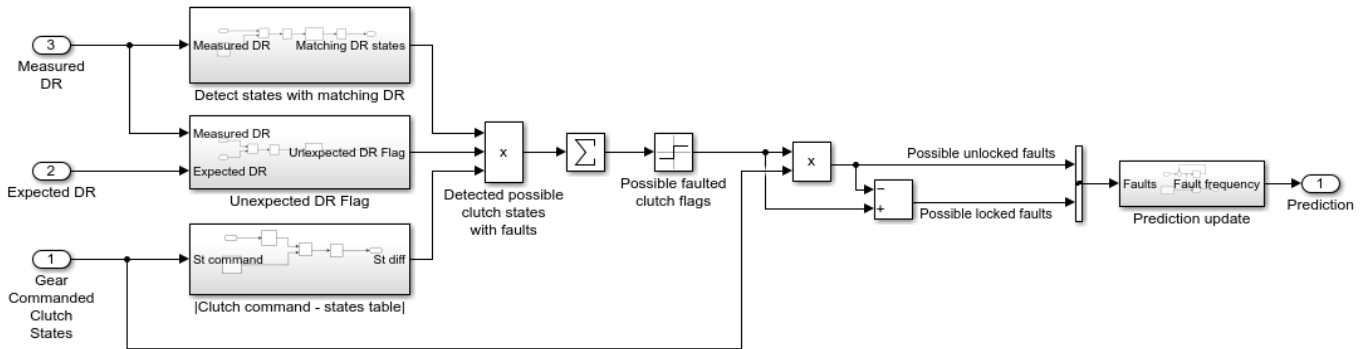 3
Measured
DR
Measured DR
Matching DR states
Detect states with matching DR
Measured DR
Unexpected DR Flag
Expected DR
Unexpected DR Flag
2
Expected DR
1
Gear
Commanded
Clutch
States
St command
St diff
|Clutch command - states table|
x
Detected possible
clutch states
with faults
Σ
Possible faulted
clutch flags
x
Possible unlocked faults
−
+
Possible locked faults
Faults
Fault frequency
Prediction update
1
Prediction